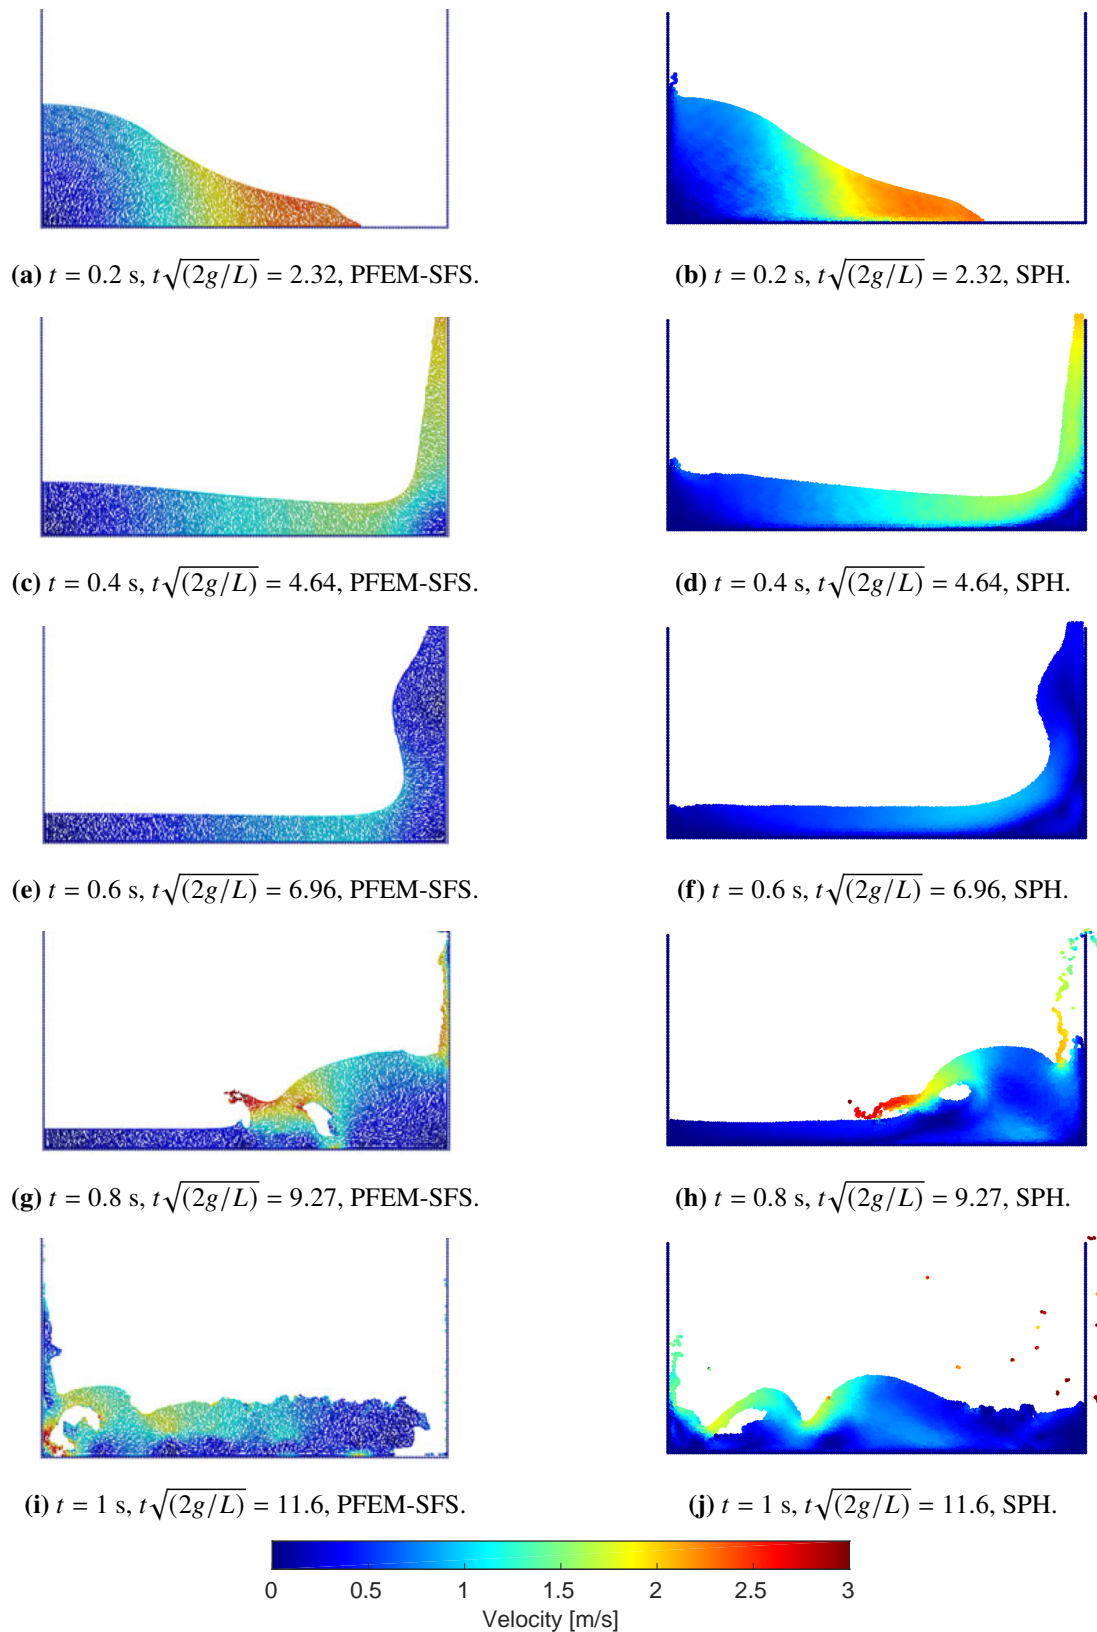 (a) t = 0.2 s, t√(2g/L) = 2.32, PFEM-SFS.
(b) t = 0.2 s, t√(2g/L) = 2.32, SPH.
(c) t = 0.4 s, t√(2g/L) = 4.64, PFEM-SFS.
(d) t = 0.4 s, t√(2g/L) = 4.64, SPH.
(e) t = 0.6 s, t√(2g/L) = 6.96, PFEM-SFS.
(f) t = 0.6 s, t√(2g/L) = 6.96, SPH.
(g) t = 0.8 s, t√(2g/L) = 9.27, PFEM-SFS.
(h) t = 0.8 s, t√(2g/L) = 9.27, SPH.
(i) t = 1 s, t√(2g/L) = 11.6, PFEM-SFS.
(j) t = 1 s, t√(2g/L) = 11.6, SPH.
0 0.5 1 1.5 2 2.5 3
Velocity [m/s]